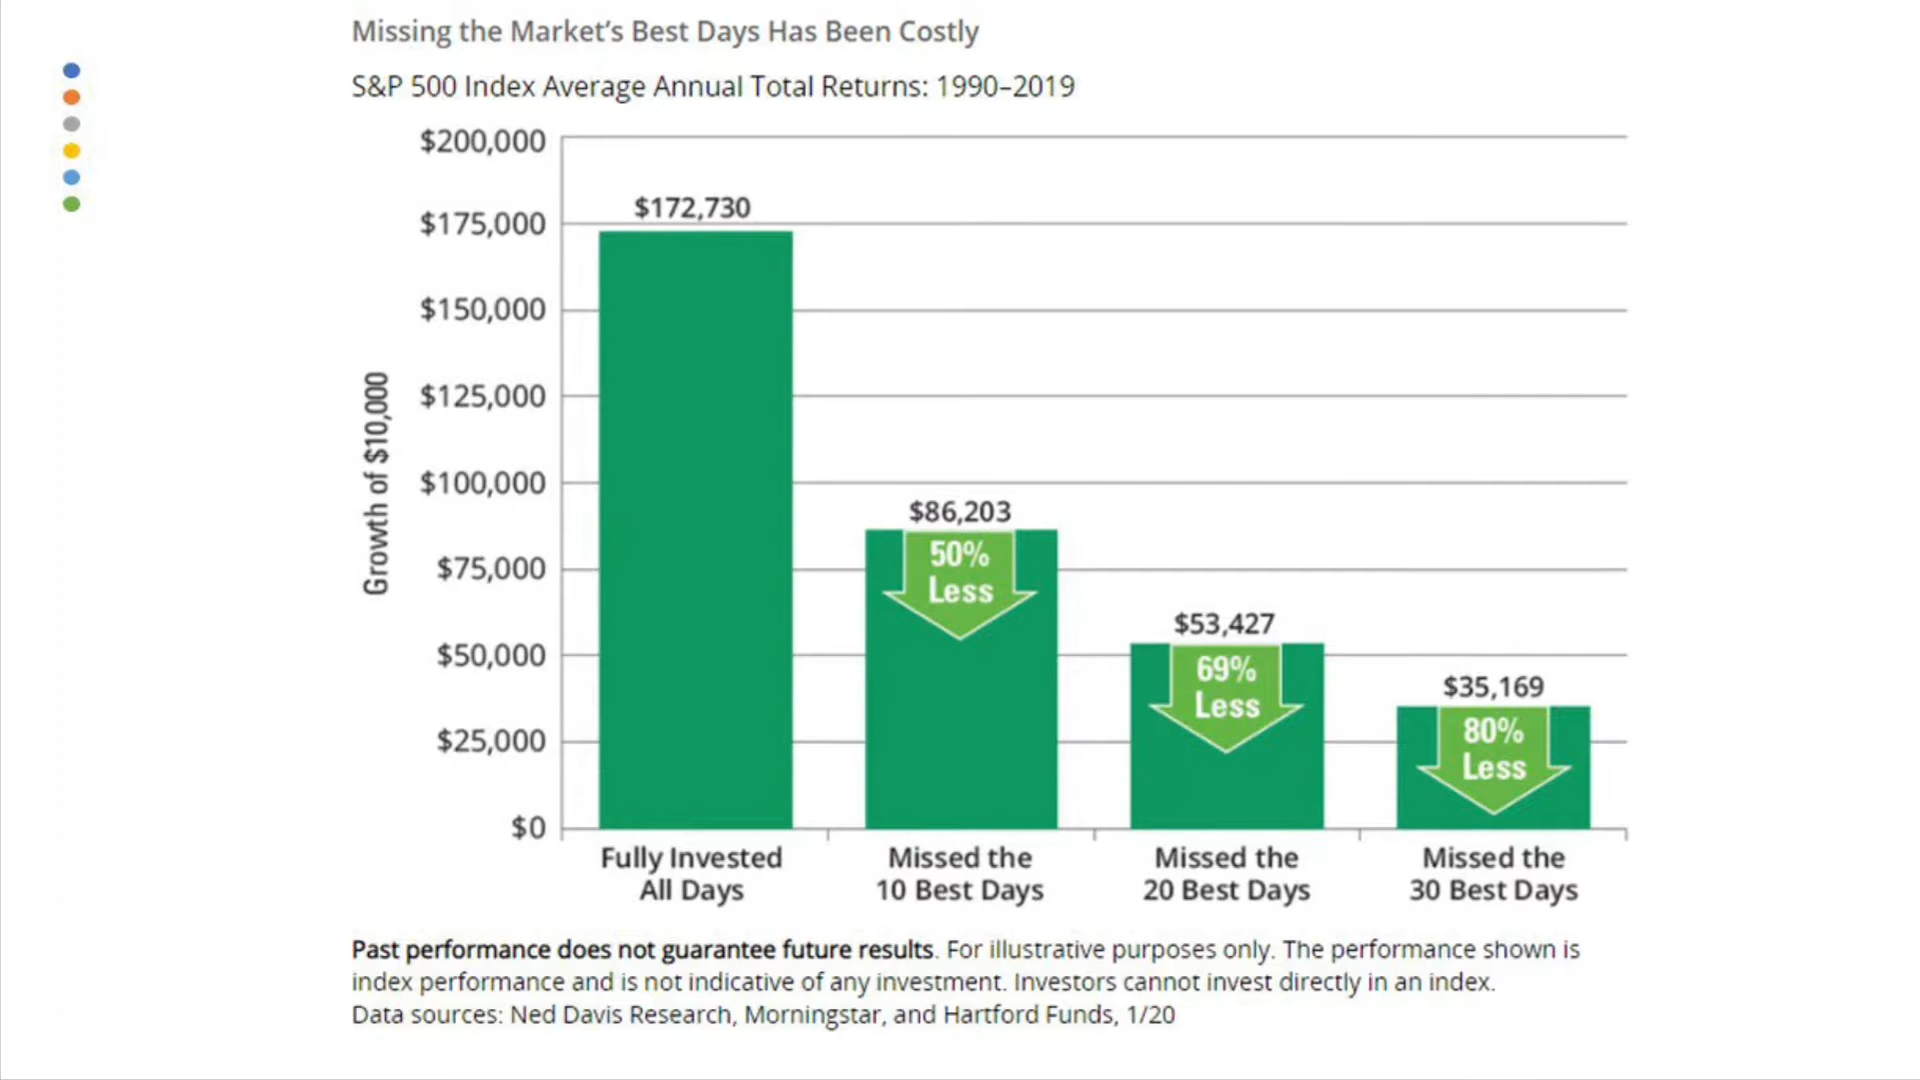 Missing the Market's Best Days Has Been Costly
S&P 500 Index Average Annual Total Returns: 1990–2019
Growth of $10,000
$200,000
$175,000
$150,000
$125,000
$100,000
$75,000
$50,000
$25,000
$0
$172,730
$86,203
50%
Less
$53,427
69%
Less
$35,169
80%
Less
Fully Invested
All Days
Missed the
10 Best Days
Missed the
20 Best Days
Missed the
30 Best Days
Past performance does not guarantee future results. For illustrative purposes only. The performance shown is
index performance and is not indicative of any investment. Investors cannot invest directly in an index.
Data sources: Ned Davis Research, Morningstar, and Hartford Funds, 1/20